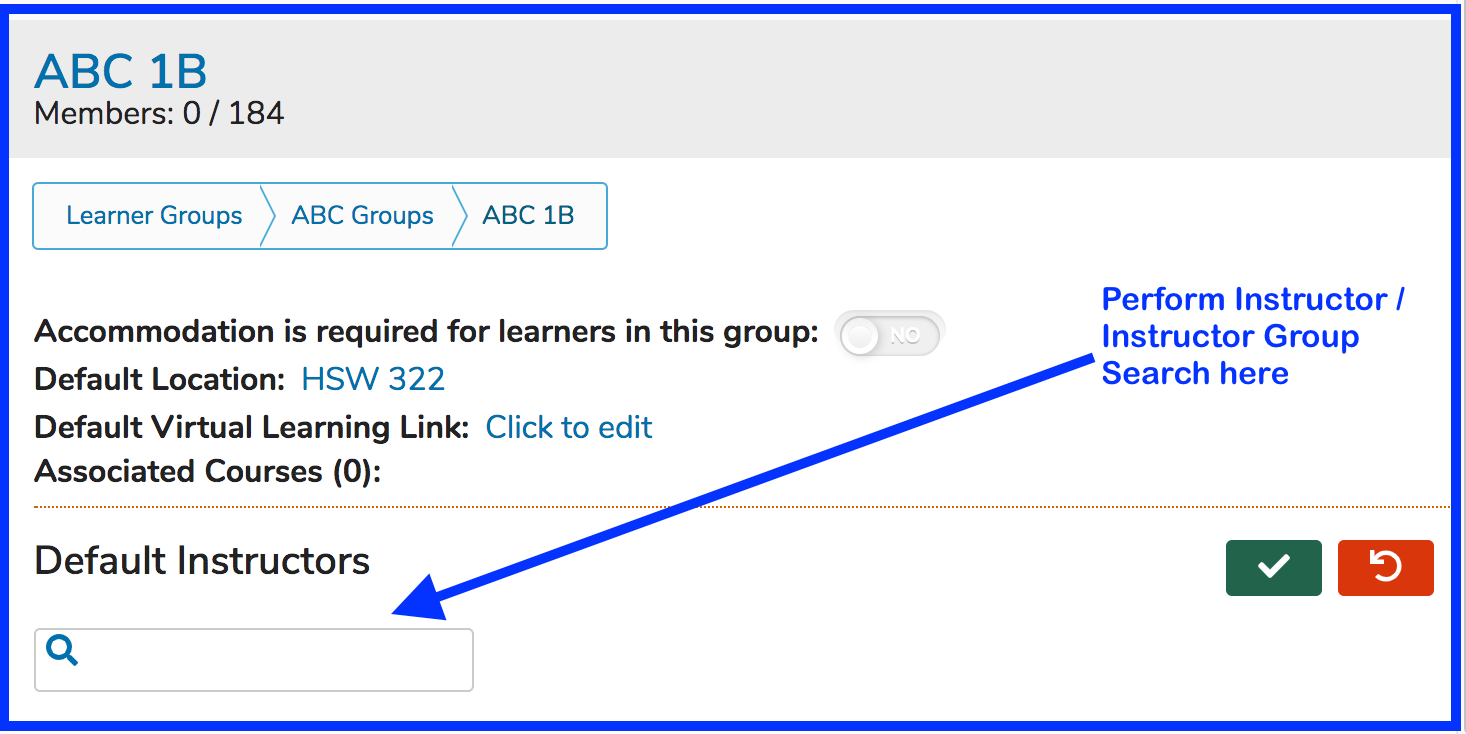 ABC 1B
Members: 0 / 184
Learner Groups
ABC Groups
ABC 1B
Accommodation is required for learners in this group: NO
Default Location: HSW 322
Default Virtual Learning Link: Click to edit
Associated Courses (0):
Perform Instructor /
Instructor Group
Search here
Default Instructors